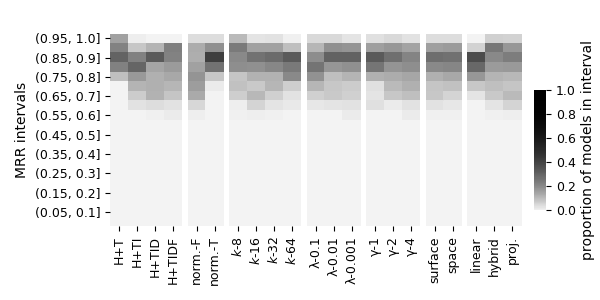 MRR intervals
(0.95, 1.0]
(0.85, 0.9]
(0.75, 0.8]
(0.65, 0.7]
(0.55, 0.6]
(0.45, 0.5]
(0.35, 0.4]
(0.25, 0.3]
(0.15, 0.2]
(0.05, 0.1]
H+T
H+TI
H+TID
H+TIDF
norm.-F
norm.-T
k-8
k-16
k-32
k-64
λ-0.1
λ-0.01
λ-0.001
γ-1
γ-2
γ-4
surface
space
linear
hybrid
proj.
1.0
0.8
0.6
0.4
0.2
0.0
proportion of models in interval